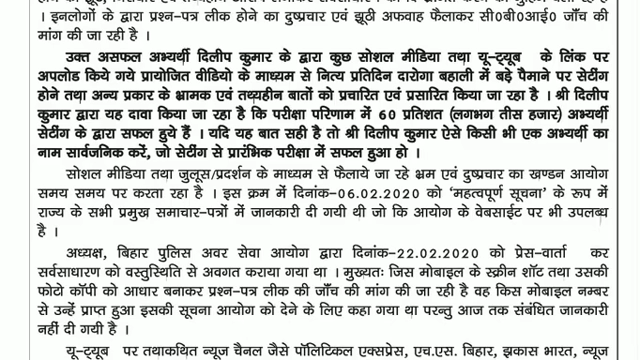 इनलोगों के द्वारा प्रश्न-पत्र लीक होने का दुष्प्रचार एवं झूठी अफवाह फैलाकर सी०बी०आई० जाँच की
मांग की जा रही है ।
उक्त असफल अभ्यर्थी दिलीप कुमार के द्वारा कुछ सोशल मीडिया तथा यू-ट्यूब के लिंक पर
अपलोड किये गये प्रायोजित वीडियो के माध्यम से नित्य प्रतिदिन दारोगा बहाली में बड़े पैमाने पर सेटींग
होने तथा अन्य प्रकार के भ्रामक एवं तथ्यहीन बातों को प्रचारित एवं प्रसारित किया जा रहा है । श्री दिलीप
कुमार द्वारा यह दावा किया जा रहा है कि परीक्षा परिणाम में 60 प्रतिशत (लगभग तीस हजार) अभ्यर्थी
सेटींग के द्वारा सफल हुये हैं । यदि यह बात सही है तो श्री दिलीप कुमार ऐसे किसी भी एक अभ्यर्थी का
नाम सार्वजनिक करें, जो सेटींग से प्रारंभिक परीक्षा में सफल हुआ हो ।
सोशल मीडिया तथा जुलूस/प्रदर्शन के माध्यम से फैलाये जा रहे भ्रम एवं दुष्प्रचार का खण्डन आयोग
समय समय पर करता रहा है । इस क्रम में दिनांक-06.02.2020 को 'महत्वपूर्ण सूचना' के रूप में
राज्य के सभी प्रमुख समाचार-पत्रों में जानकारी दी गयी थी जो कि आयोग के वेबसाईट पर भी उपलब्ध
है ।
अध्यक्ष, बिहार पुलिस अवर सेवा आयोग द्वारा दिनांक-22.02.2020 को प्रेस-वार्ता कर
सर्वसाधारण को वस्तुस्थिति से अवगत कराया गया था । मुख्यतः जिस मोबाइल के स्क्रीन शॉट तथा उसकी
फोटो कॉपी को आधार बनाकर प्रश्न-पत्र लीक की जाँच की मांग की जा रही है वह किस मोबाइल नम्बर
से उन्हें प्राप्त हुआ इसकी सूचना आयोग को देने के लिए कहा गया था परन्तु आज तक संबंधित जानकारी
नहीं दी गयी है ।
यू-ट्यूब पर तथाकथित न्यूज चैनल जैसे पॉलिटिकल एक्सप्रेस, एच.एस. बिहार, झकास भारत, न्यूज